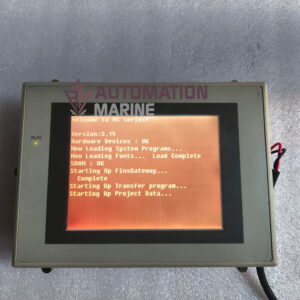 AUTOMATION
MARINE
Welcome to NS Series!!
RUN
Version:3.15
Hardware Devices : OK
Now Loading System Programs...
Now Loading Fonts... Load Complete
SRAM : OK
Starting Up FinsGateway...
Complete
Starting Up Transfer program...
Starting Up Project Data...